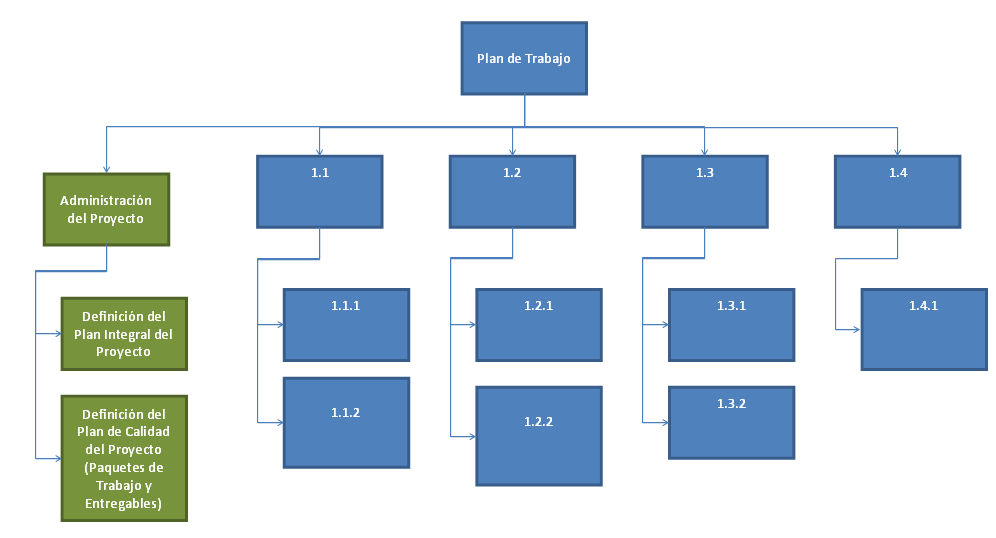 Plan de Trabajo
Administración
del Proyecto
1.1
1.2
1.3
1.4
Definición del
Plan Integral del
Proyecto
1.1.1
1.2.1
1.3.1
1.4.1
Definición del
Plan de Calidad
del Proyecto
(Paquetes de
Trabajo y
Entregables)
1.1.2
1.2.2
1.3.2